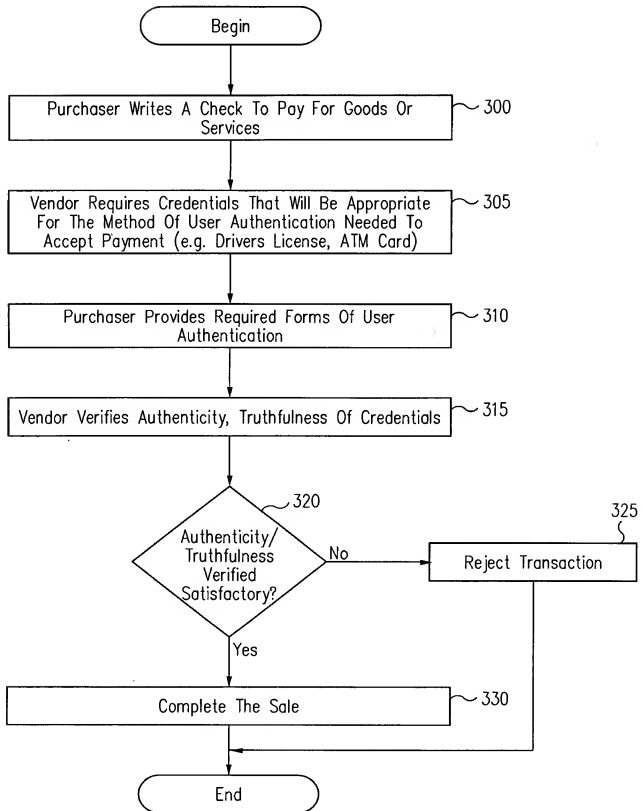 Begin
Purchaser Writes A Check To Pay For Goods Or
Services
300
Vendor Requires Credentials That Will Be Appropriate
For The Method Of User Authentication Needed To
Accept Payment (e.g. Drivers License, ATM Card)
305
Purchaser Provides Required Forms Of User
Authentication
310
Vendor Verifies Authenticity, Truthfulness Of Credentials
315
320
Authenticity/
Truthfulness
Verified
Satisfactory?
No
325
Reject Transaction
Yes
Complete The Sale
330
End